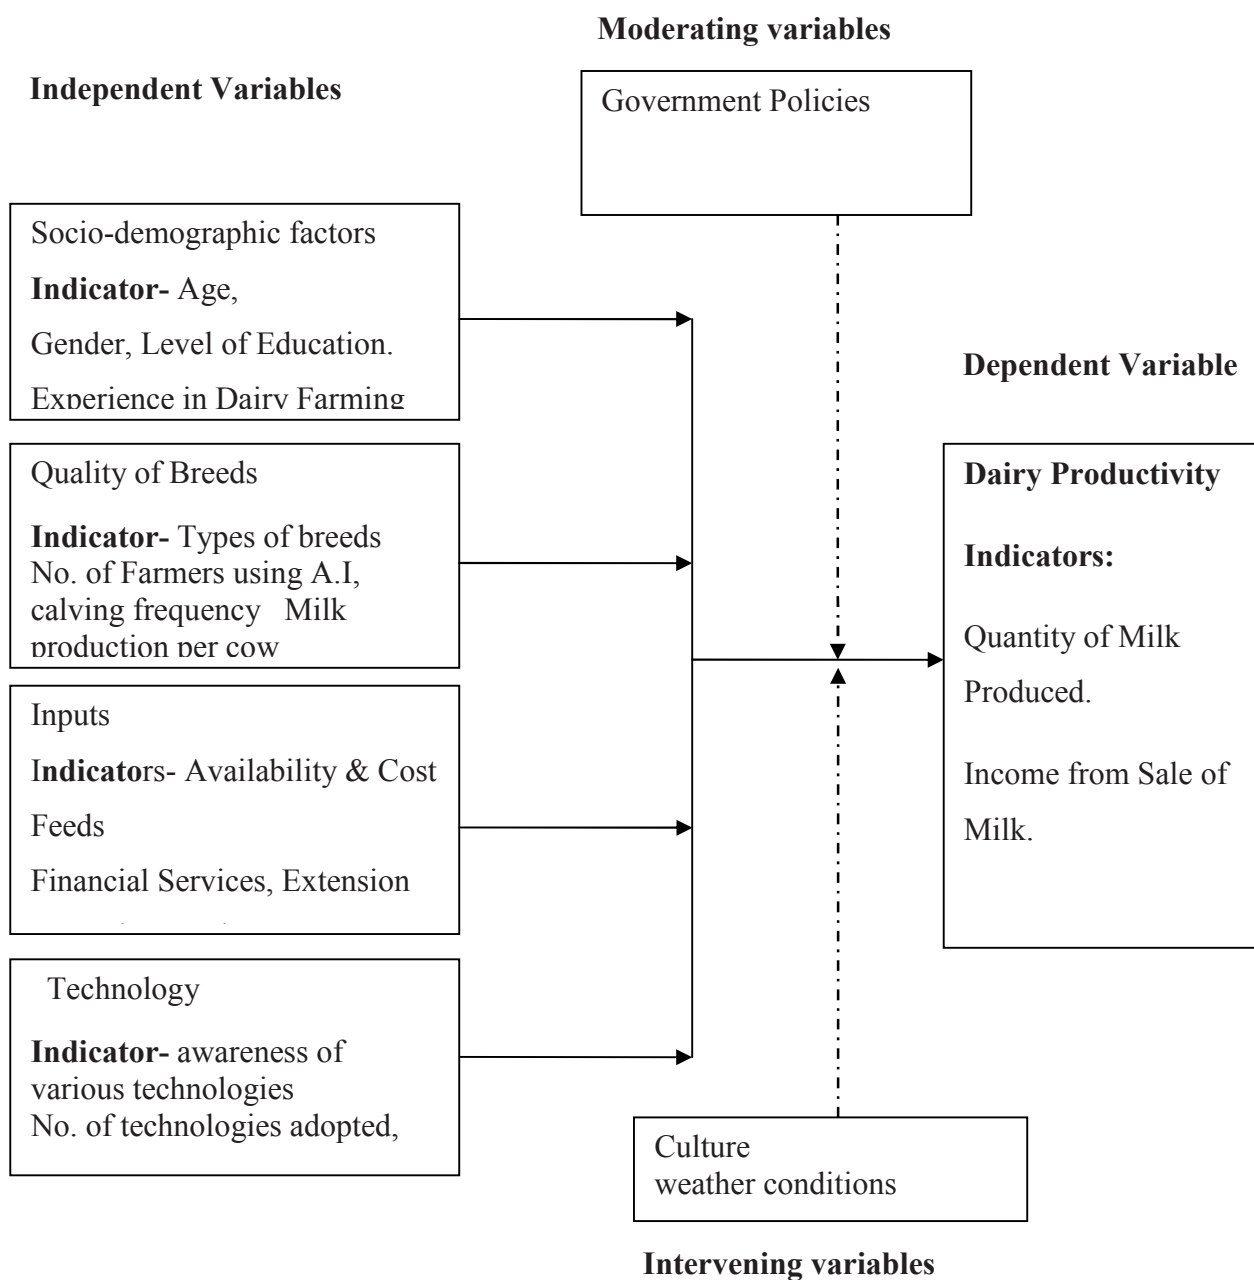 Moderating variables
Independent Variables
Government Policies
Socio-demographic factors
Indicator- Age,
Gender, Level of Education.
Experience in Dairy Farming
Dependent Variable
Quality of Breeds
Indicator- Types of breeds
No. of Farmers using A.I,
calving frequency Milk
production per cow
Dairy Productivity
Indicators:
Quantity of Milk
Produced.
Income from Sale of
Milk.
Inputs
Indicators- Availability & Cost
Feeds
Financial Services, Extension
Technology
Indicator- awareness of
various technologies
No. of technologies adopted,
Culture
weather conditions
Intervening variables